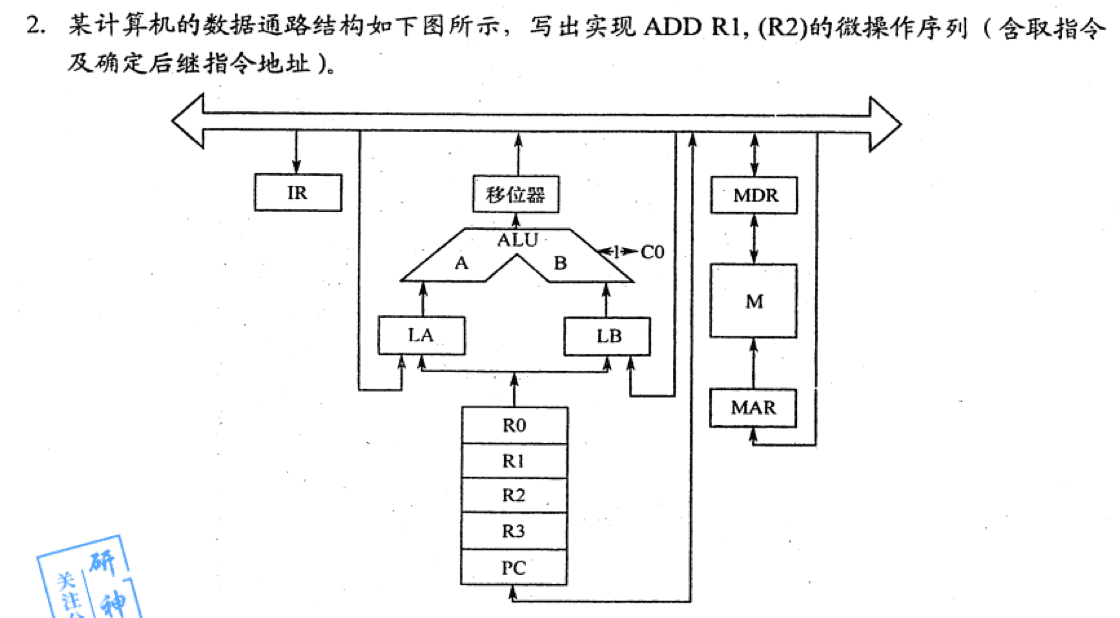 2. 某计算机的数据通路结构如下图所示，写出实现 ADD R1, (R2)的微操作序列（含取指令
及确定后继指令地址）。
IR
移位器
MDR
ALU
A
B
1
C0
M
LA
LB
MAR
R0
R1
R2
R3
PC
研神
关注